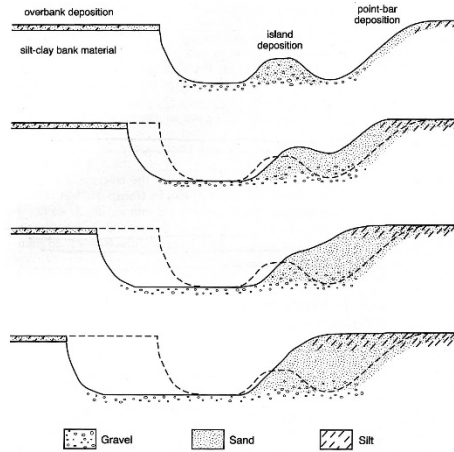 overbank deposition
silt-clay bank material
island
deposition
point-bar
deposition
Gravel
Sand
Silt